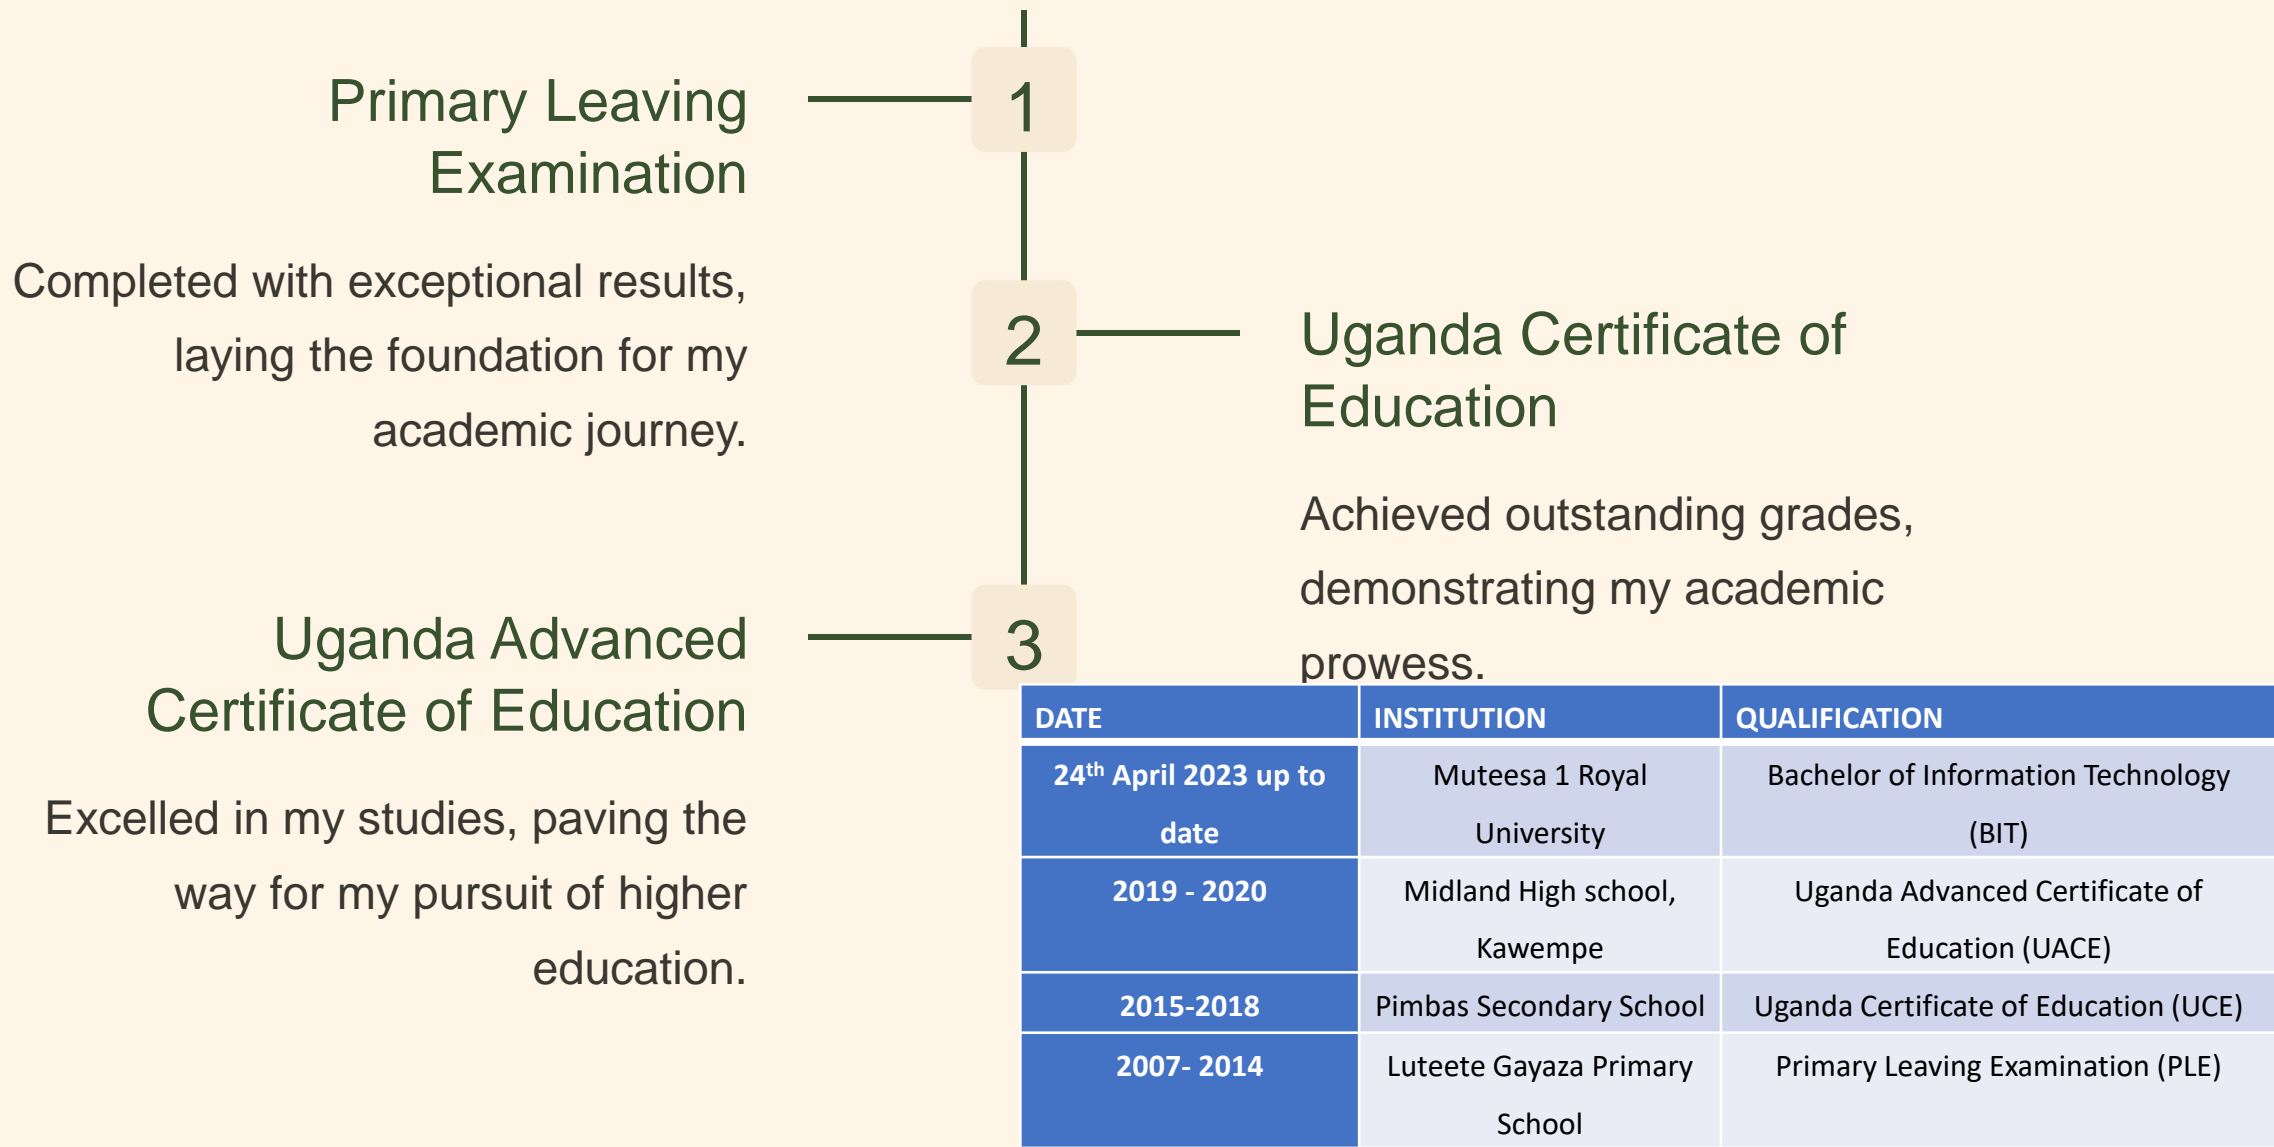 1
Primary Leaving
Examination
Completed with exceptional results,
laying the foundation for my
academic journey.
2
Uganda Certificate of
Education
Achieved outstanding grades,
demonstrating my academic
prowess.
3
Uganda Advanced
Certificate of Education
Excelled in my studies, paving the
way for my pursuit of higher
education.
DATE INSTITUTION QUALIFICATION
24th April 2023 up to Muteesa 1 Royal Bachelor of Information Technology
date University (BIT)
2019 - 2020 Midland High school, Uganda Advanced Certificate of
Kawempe Education (UACE)
2015-2018 Pimbas Secondary School Uganda Certificate of Education (UCE)
2007- 2014 Luteete Gayaza Primary Primary Leaving Examination (PLE)
School